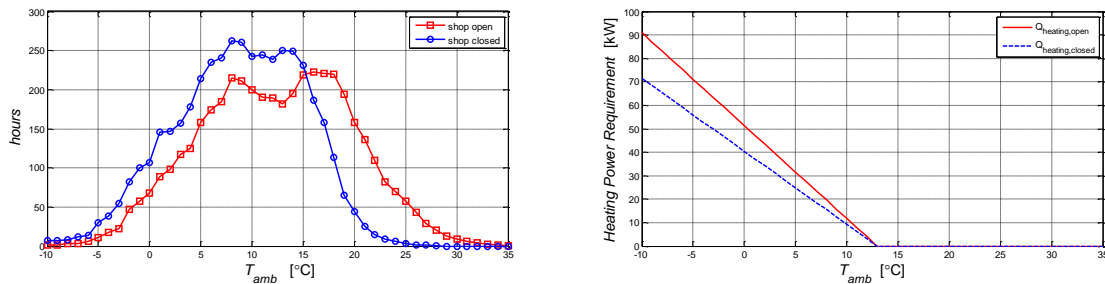 300
250
200
150
100
50
0
hours
-10 -5 0 5 10 15 20 25 30 35
T_amb [°C]
shop open
shop closed
100
90
80
70
60
50
40
30
20
10
0
Heating Power Requirement [kW]
-10 -5 0 5 10 15 20 25 30 35
T_amb [°C]
Q_heating,open
Q_heating,closed